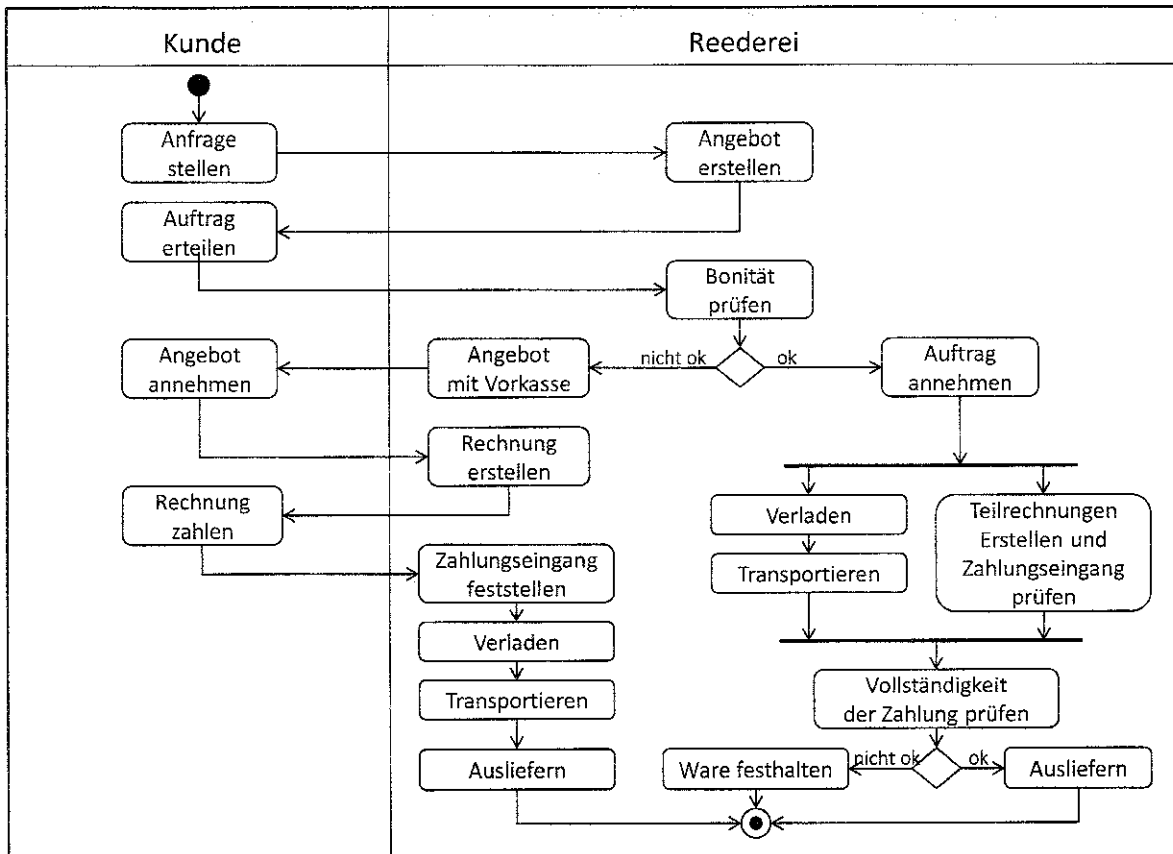 Kunde
Reederei
Anfrage
stellen
Angebot
erstellen
Auftrag
erteilen
Bonität
prüfen
Angebot
annehmen
Angebot
mit Vorkasse
nicht ok
ok
Auftrag
annehmen
Rechnung
erstellen
Rechnung
zahlen
Verladen
Transportieren
Teilrechnungen
Erstellen und
Zahlungseingang
prüfen
Zahlungseingang
feststellen
Verladen
Transportieren
Ausliefern
Vollständigkeit
der Zahlung prüfen
Ware festhalten
nicht ok
ok
Ausliefern